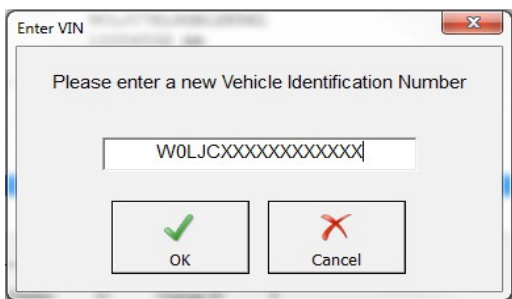 Enter VIN
Please enter a new Vehicle Identification Number
W0LJCXXXXXXXXXXXX
OK
Cancel